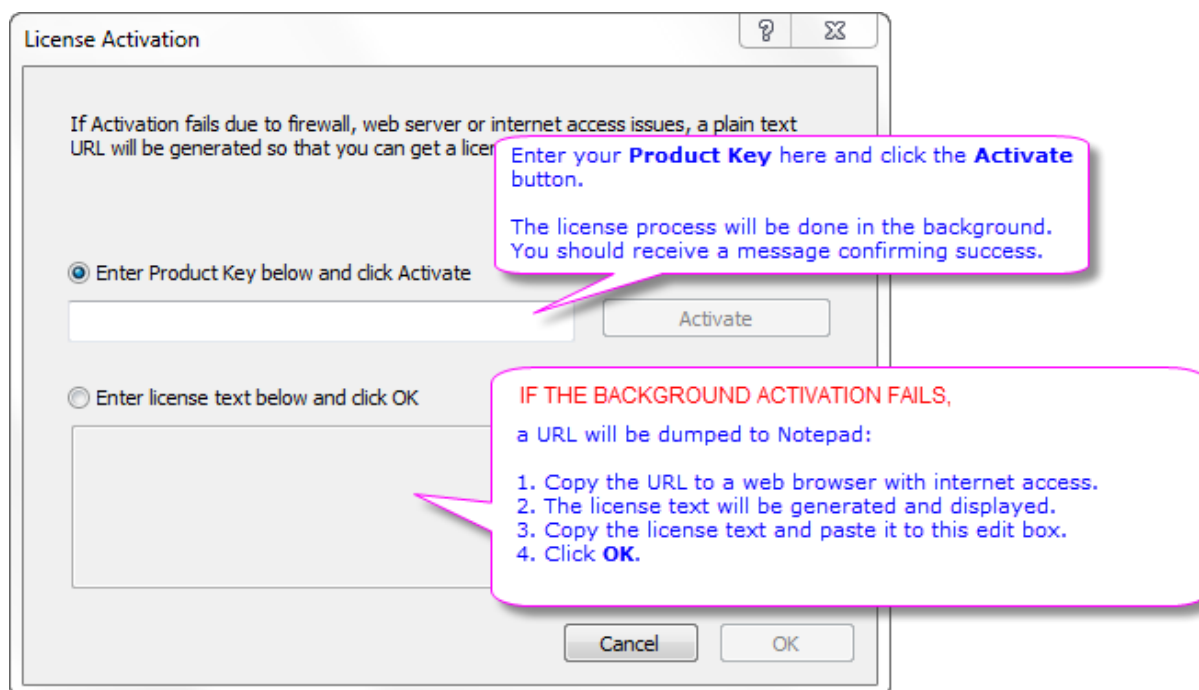 License Activation
If Activation fails due to firewall, web server or internet access issues, a plain text
URL will be generated so that you can get a
Enter your Product Key here and click the Activate
button.
The license process will be done in the background.
You should receive a message confirming success.
Enter Product Key below and click Activate
Activate
Enter license text below and click OK
IF THE BACKGROUND ACTIVATION FAILS,
a URL will be dumped to Notepad:
1. Copy the URL to a web browser with internet access.
2. The license text will be generated and displayed.
3. Copy the license text and paste it to this edit box.
4. Click OK.
Cancel
OK